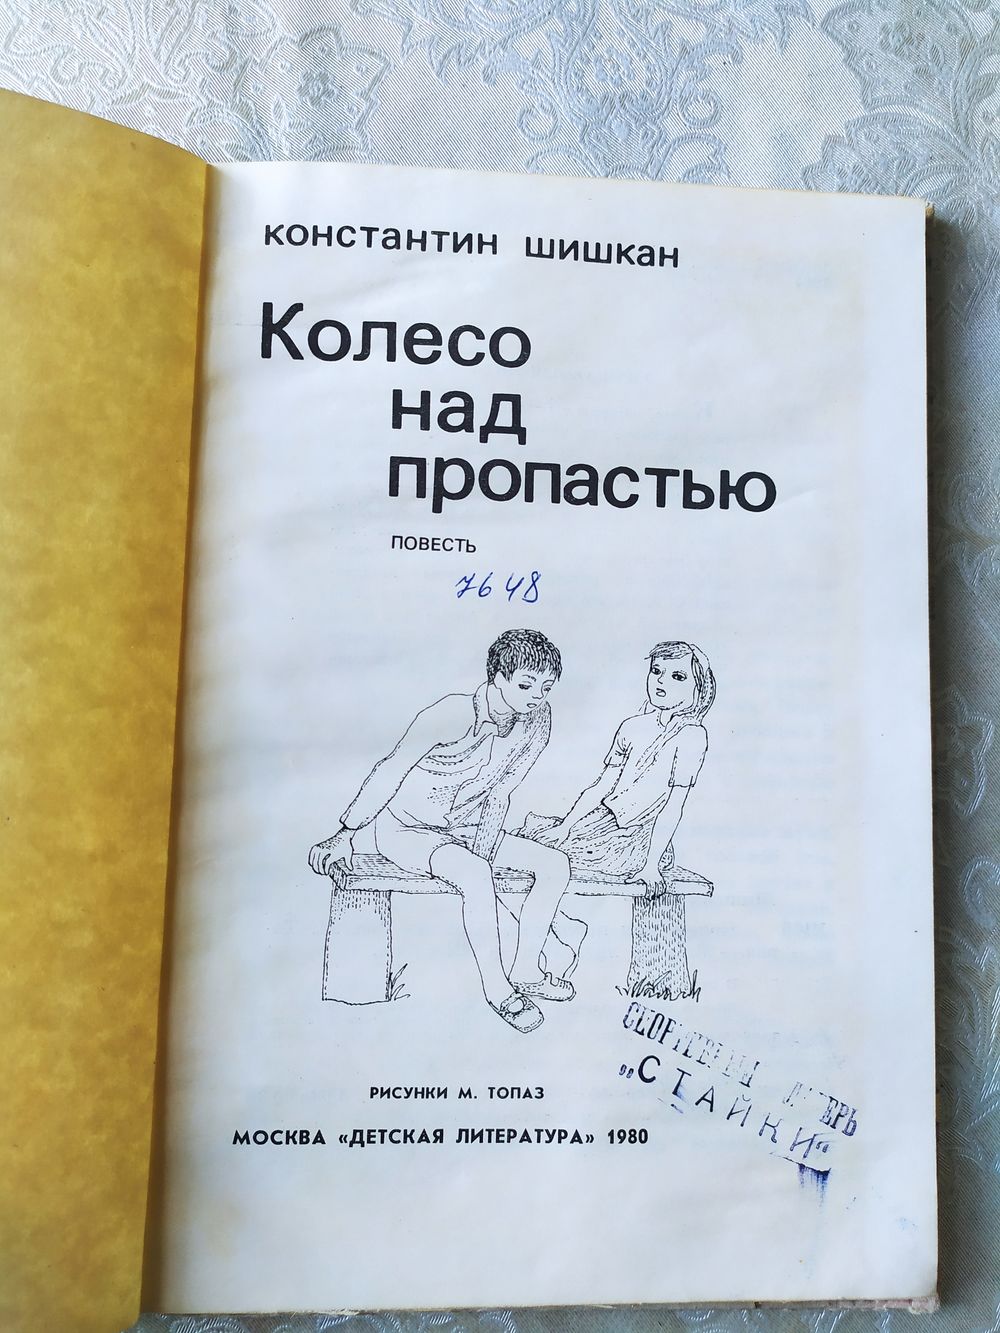 КОНСТАНТИН ШИШКАН
Колесо
над
пропастью
ПОВЕСТЬ
7648
РИСУНКИ М. ТОПАЗ
МОСКВА «ДЕТСКАЯ ЛИТЕРАТУРА» 1980
„СТАЙКИ“